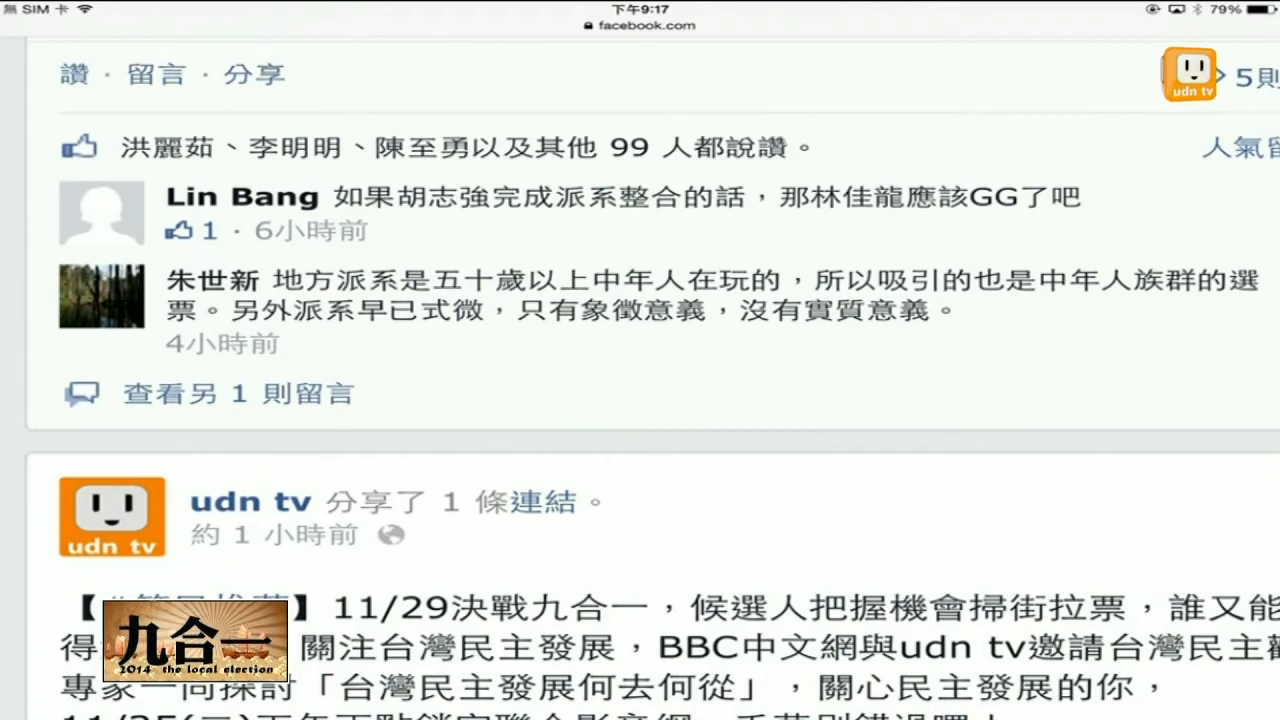 無 SIM 卡
下午9:17
79%
facebook.com
讚 · 留言 · 分享
udn tv
5則
洪麗茹、李明明、陳至勇以及其他 99 人都說讚。
人氣留
Lin Bang 如果胡志強完成派系整合的話，那林佳龍應該GG了吧
1 · 6小時前
朱世新 地方派系是五十歲以上中年人在玩的，所以吸引的也是中年人族群的選
票。另外派系早已式微，只有象徵意義，沒有實質意義。
4小時前
查看另 1 則留言
udn tv
udn tv 分享了 1 條連結。
約 1 小時前
【 】11/29決戰九合一，候選人把握機會掃街拉票，誰又能
得 關注台灣民主發展，BBC中文網與udn tv邀請台灣民主
九合一
2014 the local election
專家一同探討「台灣民主發展何去何從」，關心民主發展的你，